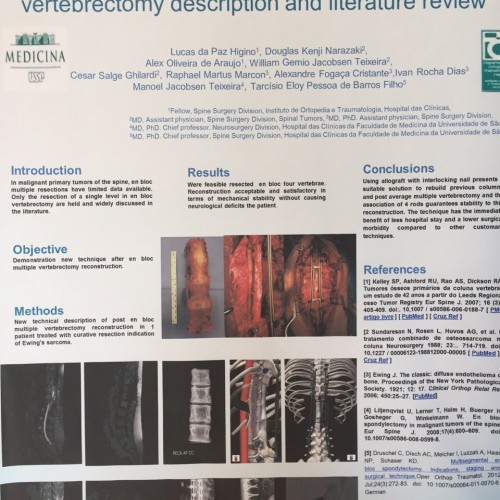 vertebrectomy description and literature review
MEDICINA
USP
Lucas da Paz Higino¹, Douglas Kenji Narazaki²,
Alex Oliveira de Araujo¹, William Gemio Jacobsen Teixeira²,
Cesar Salge Ghilardi², Raphael Martus Marcon³, Alexandre Fogaça Cristante³,Ivan Rocha Dias³
Manoel Jacobsen Teixeira⁴, Tarcísio Eloy Pessoa de Barros Filho⁵
¹Fellow, Spine Surgery Division, Institute of Ortopedia e Traumatologia, Hospital das Clínicas,
²MD, Assistant physician, Spine Surgery Division, Spinal Tumors, ³MD, PhD. Assistant physician, Spine Surgery Division,
⁴MD, PhD. Chief professor, Neurosurgery Division, Hospital das Clínicas da Faculdade de Medicina da Universidade de São
⁵MD, PhD. Chief professor, Spine Surgery Division, Hospital das Clínicas da Faculdade de Medicina da Universidade de São
Introduction
In malignant primary tumors of the spine, en bloc
multiple resections have limited data available.
Only the resection of a single level in en bloc
vertebrectomy are held and widely discussed in
the literature.
Objective
Demonstration new technique after en bloc
multiple vertebrectomy reconstruction.
Methods
New technical description of post en bloc
multiple vertebrectomy reconstruction in 1
patient treated with curative resection indication
of Ewing's sarcoma.
Results
Were feasible resected en bloc four vertebrae.
Reconstruction acceptable and satisfactory in
terms of mechanical stability without causing
neurological deficits the patient.
Conclusions
Using allograft with interlocking nail presents
suitable solution to rebuild previous column
and post average multiple vertebrectomy and the
association of 4 rods guarantees stability to this
reconstruction. The technique has the immediate
benefit of less hospital stay and a lower surgical
morbidity compared to other customary
techniques.
References
[1] Kelley SP, Ashford RU, Rao AS, Dickson RA
Tumores ósseos primários da coluna vertebral
um estudo de 42 anos a partir do Leeds Regional
cesso Tumor Registry Eur Spine J. 2007; 16 (3)
405-409. doi:. 10,1007 / s00586-006-0188-7 [
artigo livre ] [ PubMed ] [ Cruz Ref ]
2 Sundaresan N, Rosen L, Huvos AG, et al.
tratamento combinado de osteossarcoma
coluna Neurosurgery 1988; 23:.. 714-719. doi
10,1227 / 00006123-198812000-00005 [ PubMed ]
Cruz Ref ]
[3] Ewing J. The classic: diffuse endothelioma of
bone. Proceedings of the New York Pathological
Society. 1921; 12: 17. Clinical Orthop Relat Res
2006; 450:25–27. [PubMed]
[4] Liljenqvist U, Lerner T, Halm H, Buerger H
Gosheger G, Winkelmann W. En bloc
spondylectomy in malignant tumors of the spine
Eur Spine J. 2008;17(4):600–609. doi:
10.1007/s00586-008-0599-8.
[5] Druschel C, Disch AC, Melcher I, Luzzati A, Haas
NP, Schaser KD. Multisegmental en
bloc spondylectomy. Indications, staging and
surgical technique.Oper Orthop Traumatol. 2012
Jul;24(3):272-83. doi: 10.1007/s00064-011-0070-
German